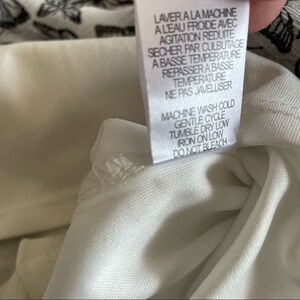 LAVER A LA MACHINE
A LEAU FROIDE AVEC
AGITATION REDUITE
SECHER PAR CULBUTAGE
A BASSE TEMPERATURE
REPASSER A BASSE
TEMPERATURE
NE PAS JAVELLISER
MACHINE WASH COLD
GENTLE CYCLE
TUMBLE DRY LOW
IRON ON LOW
DO NOT BLEACH